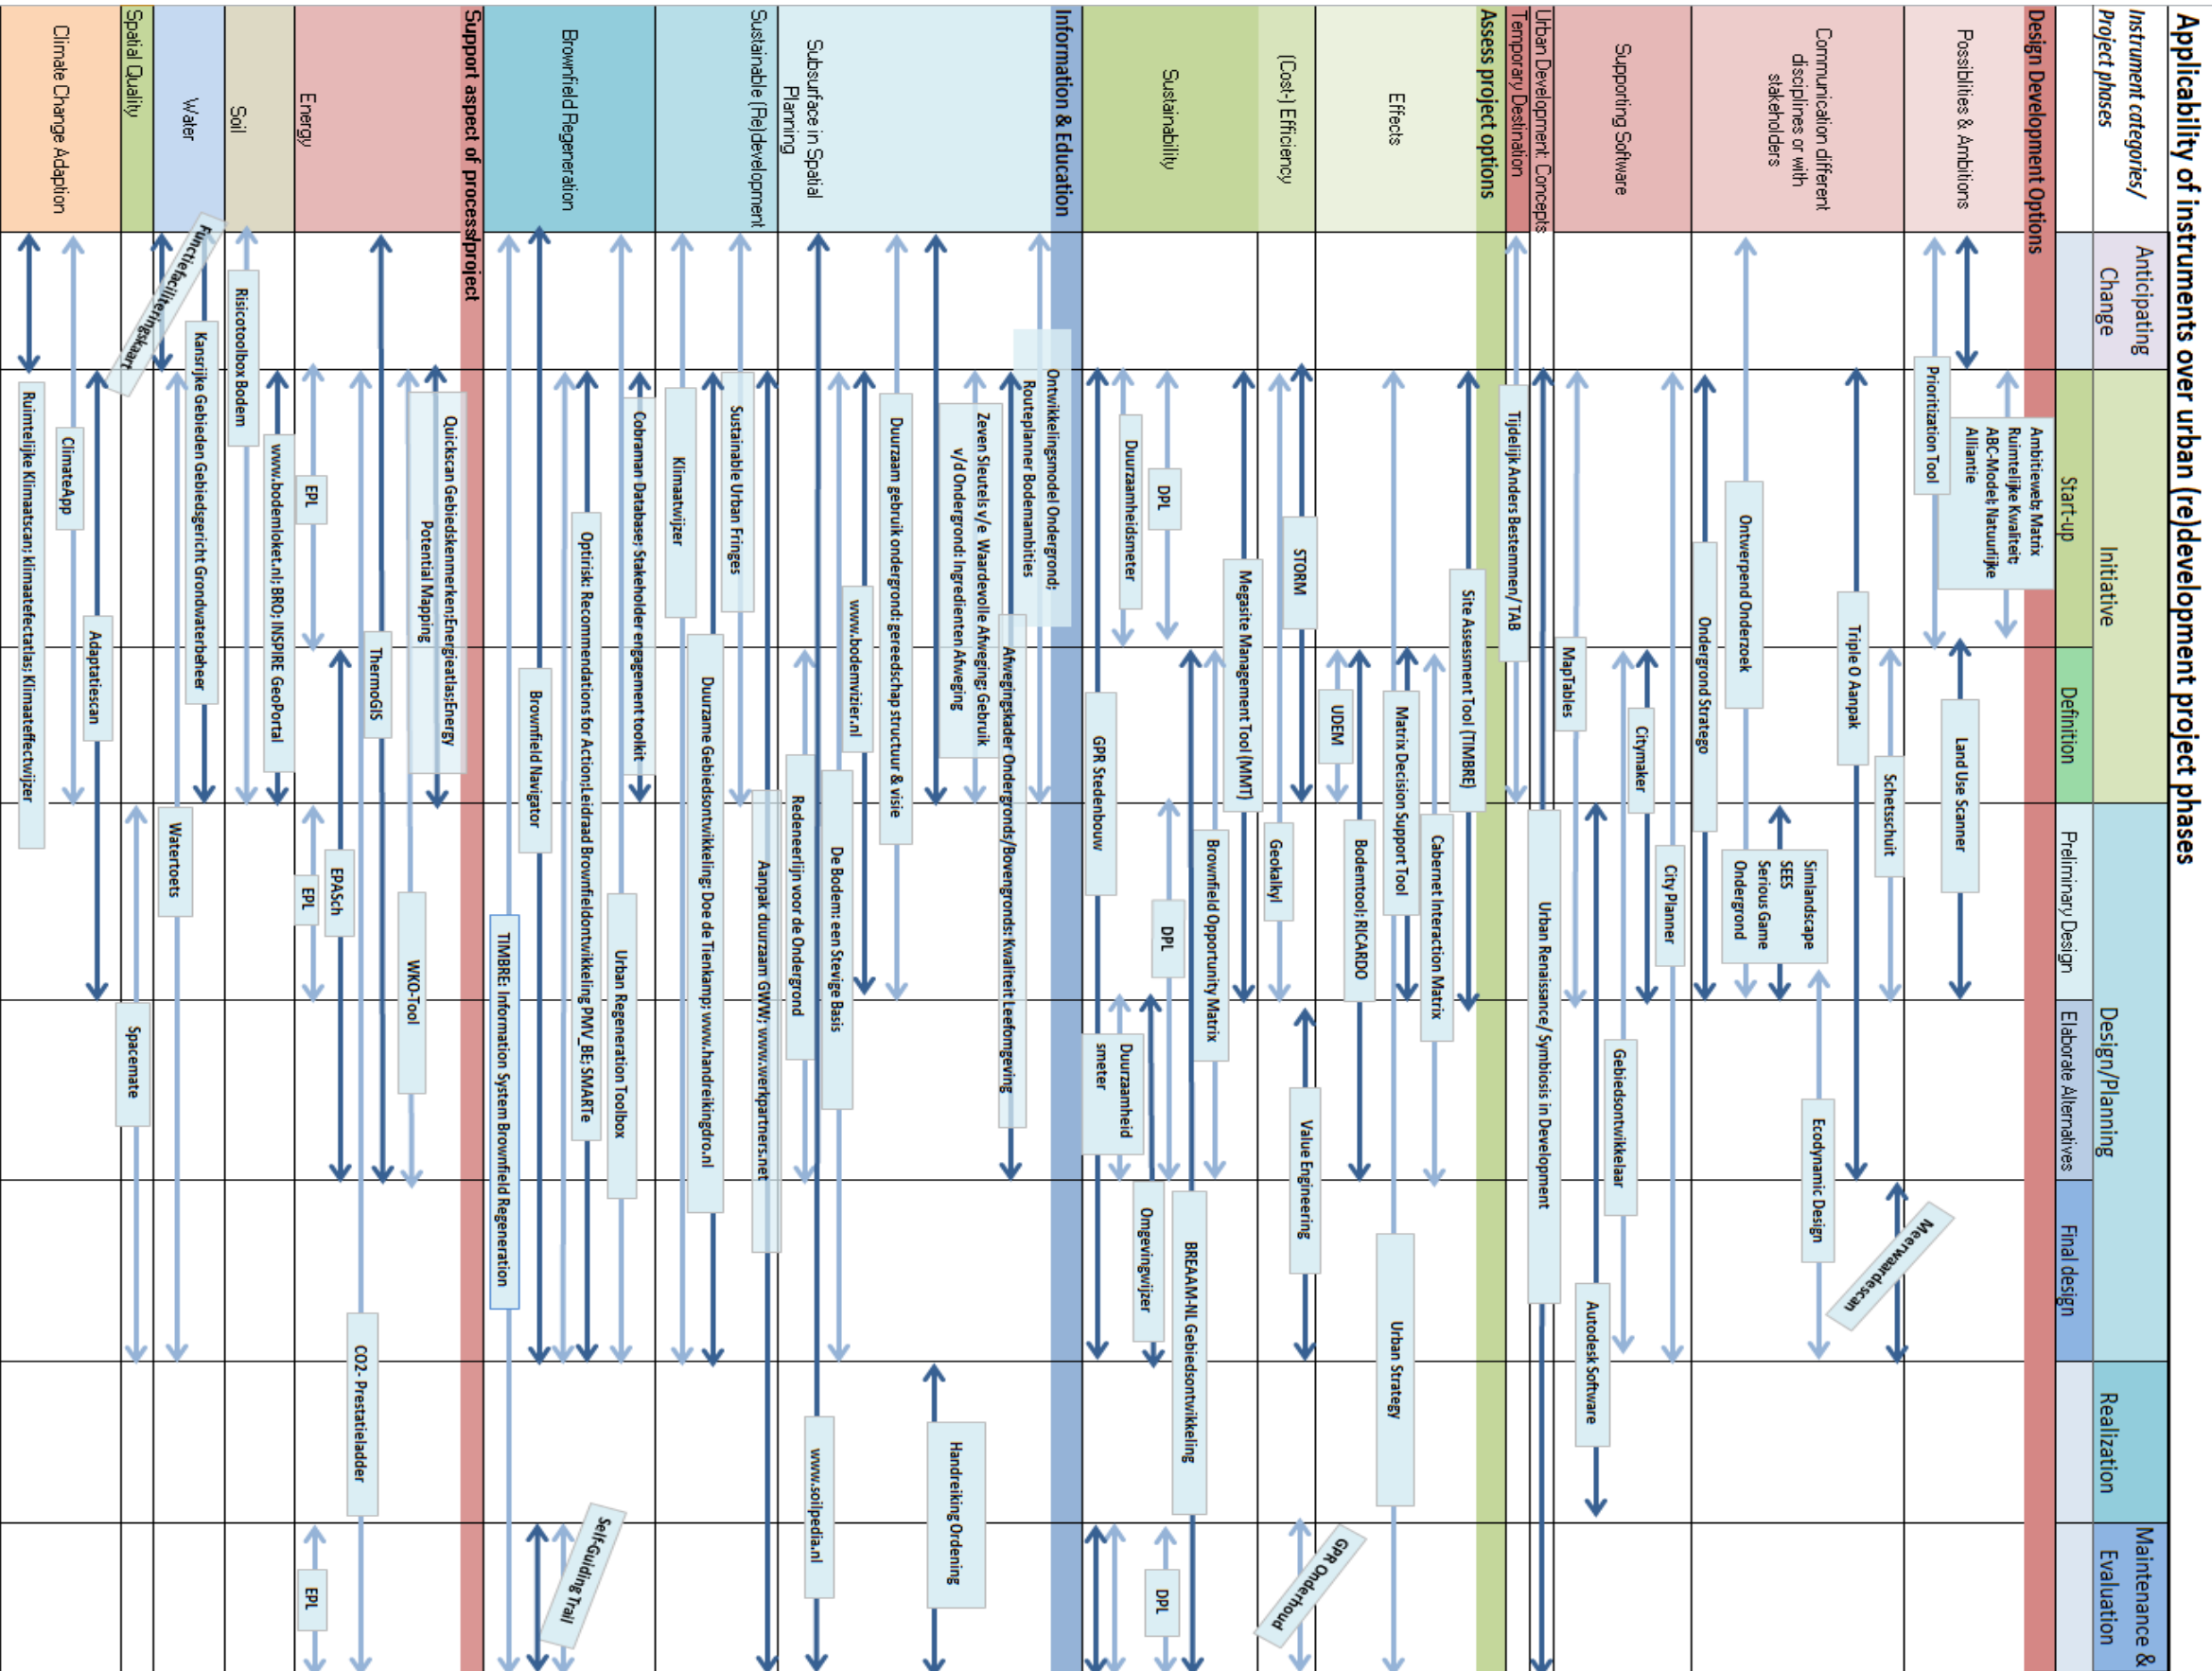 Applicability of instruments over urban (re)development project phases
Instrument categories/
Project phases
Anticipating
Change
Initiative
Design/Planning
Realization
Maintenance &
Evaluation
Start-up
Definition
Preliminary Design
Elaborate Alternatives
Final design
Design Development Options
Possiblities & Ambitions
Ambitieweb; Matrix
Ruimtelijke Kwaliteit;
ABC-Model; Natuurlijke
Alliantie
Prioritization Tool
Land Use Scanner
Meerwaardescan
Communication different
disciplines or with
stakeholders
Schetsschuit
Triple O Aanpak
Ecodynamic Design
Simlandscape
SEES
Serious Game
Ondergrond
Ontwerpend Onderzoek
Ondergrond Stratego
Supporting Software
City Planner
Citymaker
Gebiedsontwikkelaar
Autodesk Software
MapTables
Urban Development: Concepts
Urban Renaissance/ Symbiosis in Development
Temporary Destination
Tijdelijk Anders Bestemmen/ TAB
Assess project options
Site Assessment Tool (TIMBRE)
Effects
Cabernet Interaction Matrix
Matrix Decision Support Tool
Urban Strategy
Bodemtool; RICARDO
UDEM
(Cost-) Efficiency
STORM
Value Engineering
GPR Onderhoud
Geokalkyl
Sustainability
Megasite Management Tool (MMT)
Brownfield Opportunity Matrix
BREAAM-NL Gebiedsontwikkeling
DPL
DPL
DPL
Omgevingwijzer
Duurzaamheidsmeter
Duurzaamheid
smeter
GPR Stedenbouw
Information & Education
Subsurface in Spatial
Planning
Ontwikkelingsmodel Ondergrond;
Routeplanner Bodemambities
Afwegingskader Ondergronds/Bovengronds: Kwaliteit Leefomgeving
Zeven Sleutels v/e Waardevolle Afweging; Gebruik
v/d Ondergrond: Ingredienten Afweging
Handreiking Ordening
Duurzaam gebruik ondergrond: gereedschap structuur & visie
www.bodemvizier.nl
De Bodem: een Stevige Basis
www.soilpedia.nl
Redeneerlijn voor de Ondergrond
Sustainable (Re)development
Aanpak duurzaam GWW; www.werkpartners.net
Sustainable Urban Fringes
Duurzame Gebiedsontwikkeling: Doe de Tienkamp; www.handreikingdro.nl
Klimaatwijzer
Brownfield Regeneration
Cobraman Database; Stakeholder engagement toolkit
Urban Regeneration Toolbox
Optirisk: Recommendations for Action;Leidraad Brownfieldontwikkeling PMV_BE; SMARTe
Self-Guiding Trail
Brownfield Navigator
TIMBRE: Information System Brownfield Regeneration
Support aspect of process/project
Energy
Quickscan Gebiedskenmerken;Energieatlas;Energy
Potential Mapping
WKO-Tool
ThermoGIS
CO2- Prestatieladder
EPASch
EPL
EPL
EPL
Soil
www.bodemloket.nl; BRO; INSPIRE GeoPortal
Risicotoolbox Bodem
Water
Kansrijke Gebieden Gebiedsgericht Grondwaterbeheer
Watertoets
Functiefaciliteringskaart
Spatial Quality
Spacemate
Climate Change Adaption
Adaptatiescan
ClimateApp
Ruimtelijke Klimaatscan; klimaatefectatlas; Klimaateffectwijzer